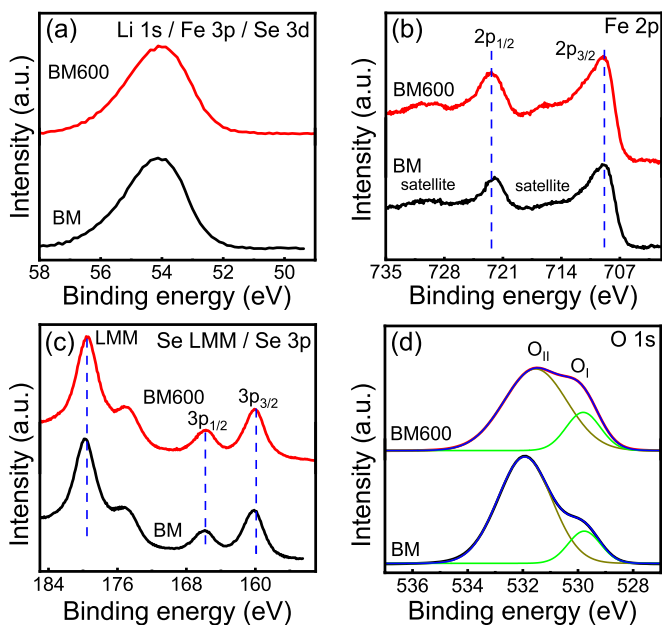 (a) Li 1s / Fe 3p / Se 3d
BM600
BM
Intensity (a.u.)
58 56 54 52 50
Binding energy (eV)
(b) Fe 2p
2p1/2
2p3/2
BM600
BM
satellite satellite
Intensity (a.u.)
735 728 721 714 707
Binding energy (eV)
(c) LMM Se LMM / Se 3p
BM600
3p1/2
3p3/2
BM
Intensity (a.u.)
184 176 168 160
Binding energy (eV)
(d) O 1s
OII
OI
BM600
BM
Intensity (a.u.)
536 534 532 530 528
Binding energy (eV)